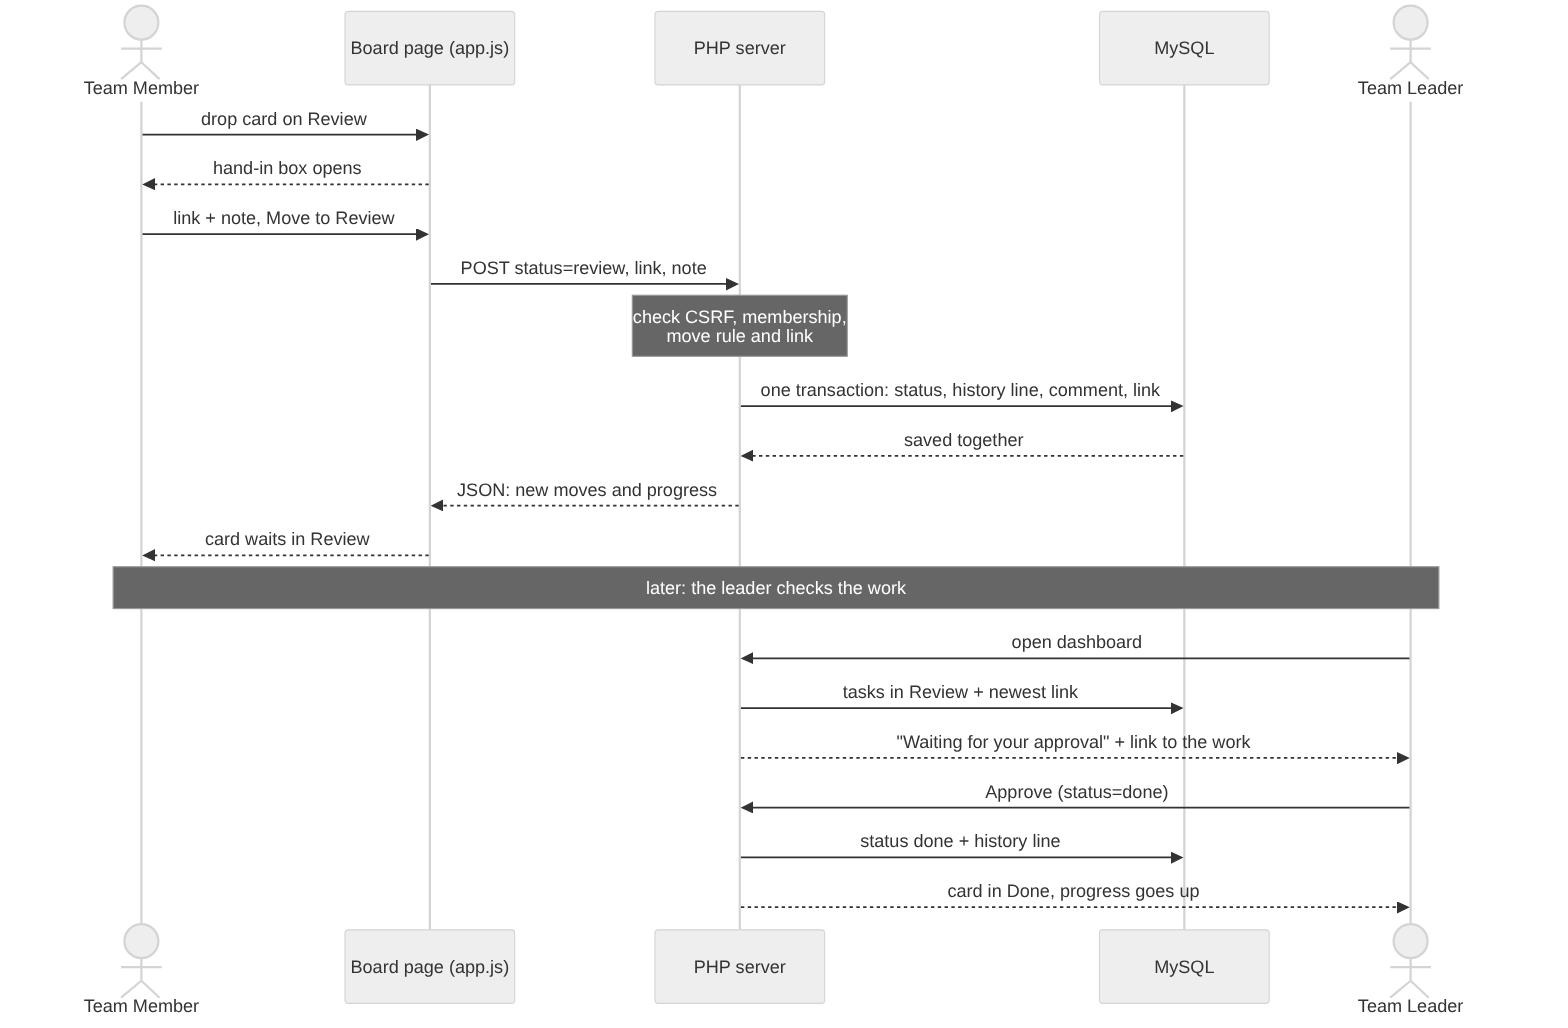 Team Member
Board page (app.js)
PHP server
MySQL
Team Leader
drop card on Review
hand-in box opens
link + note, Move to Review
POST status=review, link, note
check CSRF, membership,
move rule and link
one transaction: status, history line, comment, link
saved together
JSON: new moves and progress
card waits in Review
later: the leader checks the work
open dashboard
tasks in Review + newest link
"Waiting for your approval" + link to the work
Approve (status=done)
status done + history line
card in Done, progress goes up
Team Member
Board page (app.js)
PHP server
MySQL
Team Leader